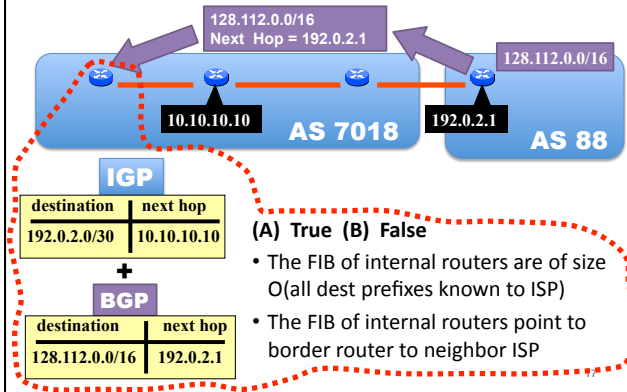 128.112.0.0/16
Next Hop = 192.0.2.1
128.112.0.0/16
10.10.10.10
AS 7018
192.0.2.1
AS 88
IGP
destination next hop
192.0.2.0/30 10.10.10.10
+
BGP
destination next hop
128.112.0.0/16 192.0.2.1
(A) True (B) False
• The FIB of internal routers are of size
O(all dest prefixes known to ISP)
• The FIB of internal routers point to
border router to neighbor ISP
17